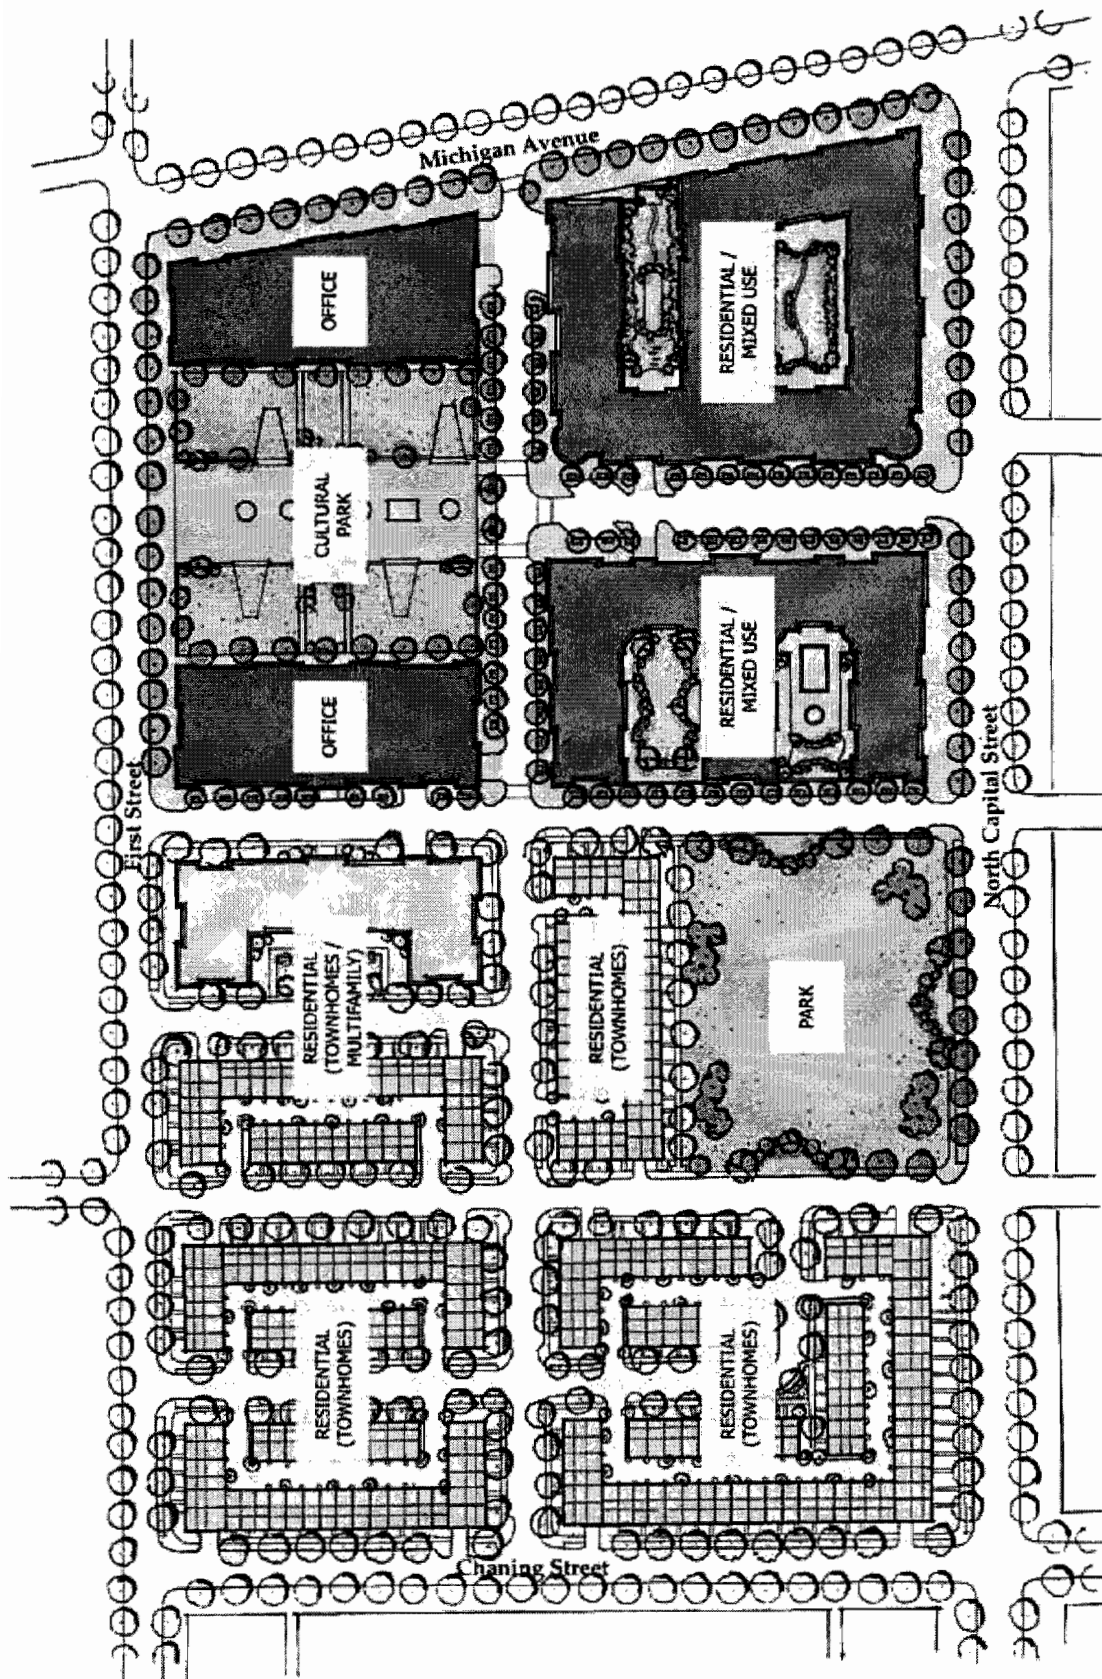 Michigan Avenue
OFFICE
RESIDENTIAL /
MIXED USE
CULTURAL
PARK
RESIDENTIAL /
MIXED USE
OFFICE
First Street
North Capital Street
RESIDENTIAL
(TOWNHOMES /
MULTIFAMILY)
RESIDENTIAL
(TOWNHOMES)
PARK
RESIDENTIAL
(TOWNHOMES)
RESIDENTIAL
(TOWNHOMES)
Chaning Street